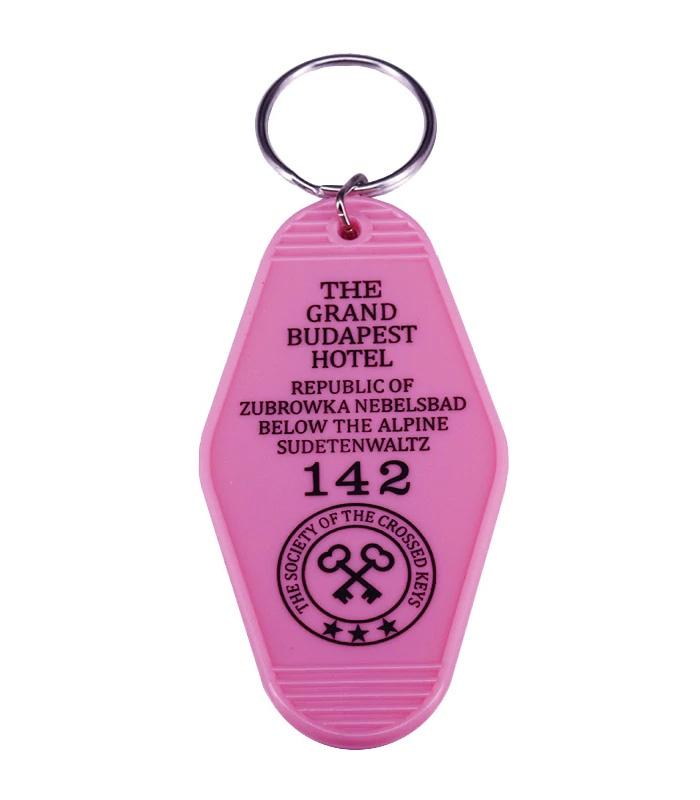 THE
GRAND
BUDAPEST
HOTEL
REPUBLIC OF
ZUBROWKA NEBELSBAD
BELOW THE ALPINE
SUDETENWALTZ
142
THE SOCIETY OF THE CROSSED KEYS